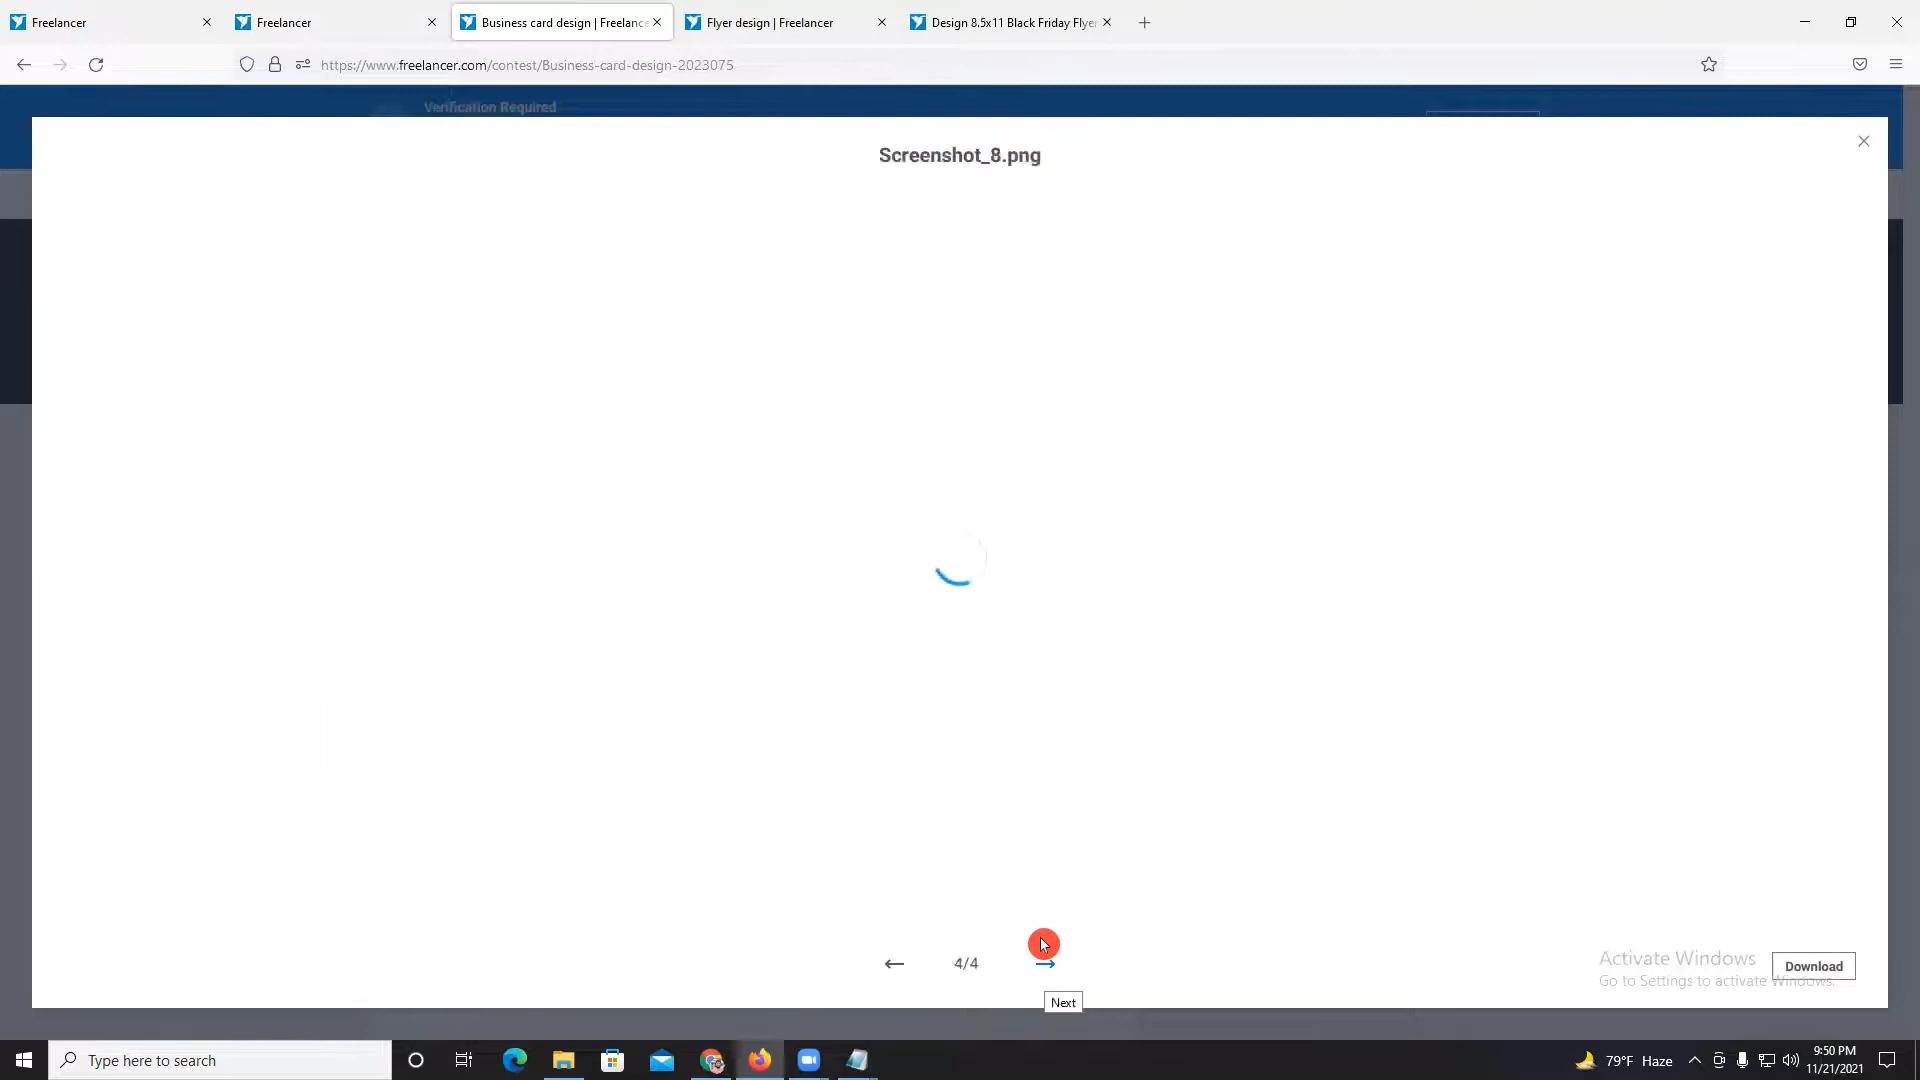 Freelancer
Freelancer
Business card design | Freelance
Flyer design | Freelancer
Design 8.5x11 Black Friday Flyer
https://www.freelancer.com/contest/Business-card-design-2023075
Verification Required
Screenshot_8.png
4/4
Next
Activate Windows
Go to Settings to activate Windows.
Download
Type here to search
79°F Haze
9:50 PM
11/21/2021